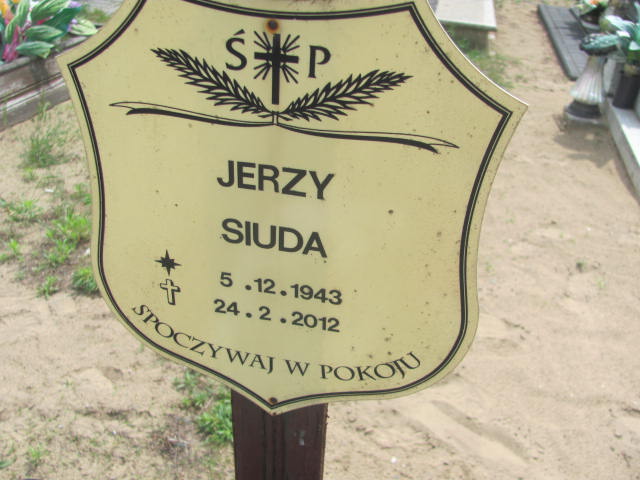 Ś P
JERZY
SIUDA
5.12.1943
24.2.2012
SPOCZYWAJ W POKOJU